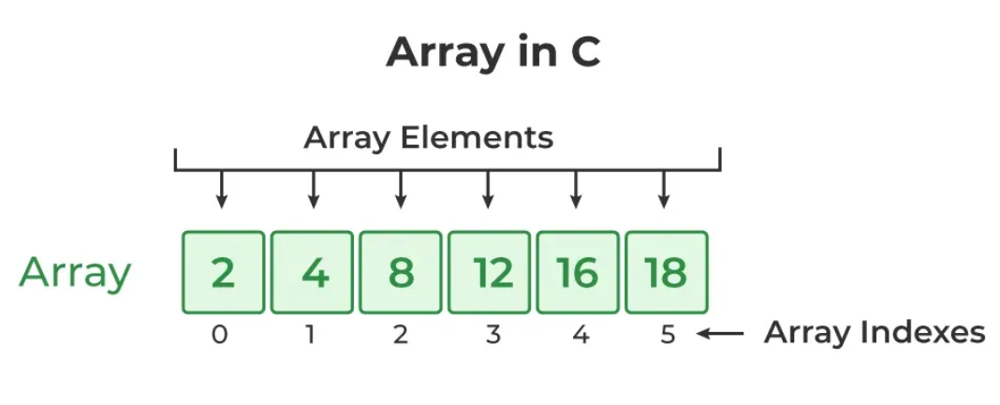 Array in C
Array Elements
Array 2 4 8 12 16 18
0 1 2 3 4 5 Array Indexes